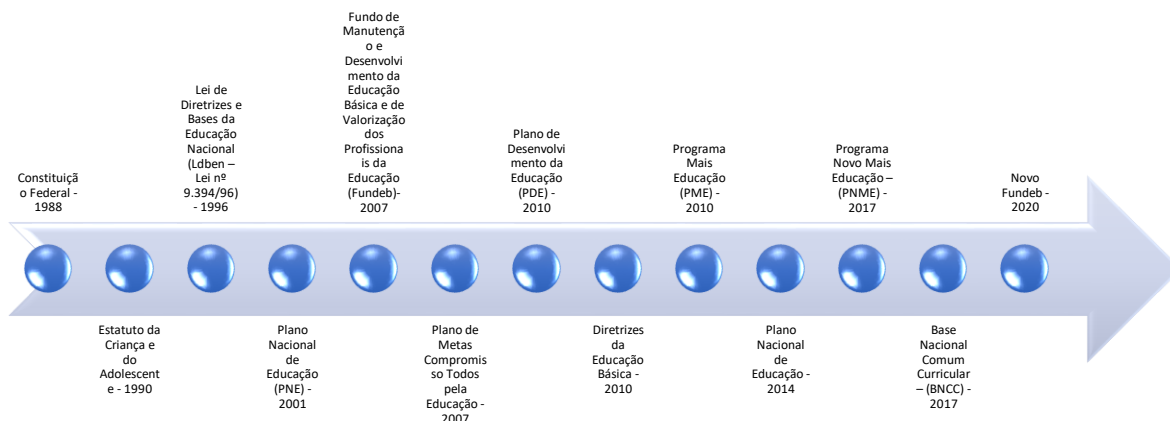 Constituiçã
o Federal -
1988
Estatuto da
Criança e
do
Adolescent
e - 1990
Lei de
Diretrizes e
Bases da
Educação
Nacional
(Ldben –
Lei nº
9.394/96)
- 1996
Plano
Nacional
de
Educação
(PNE) -
2001
Fundo de
Manutençã
o e
Desenvolvi
mento da
Educação
Básica e de
Valorização
dos
Profissiona
is da
Educação
(Fundeb)-
2007
Plano de
Metas
Compromis
so Todos
pela
Educação -
2007
Plano de
Desenvolvi
mento da
Educação
(PDE) -
2010
Diretrizes
da
Educação
Básica -
2010
Programa
Mais
Educação
(PME) -
2010
Plano
Nacional
de
Educação -
2014
Programa
Novo Mais
Educação –
(PNME) -
2017
Base
Nacional
Comum
Curricular
– (BNCC) -
2017
Novo
Fundeb -
2020